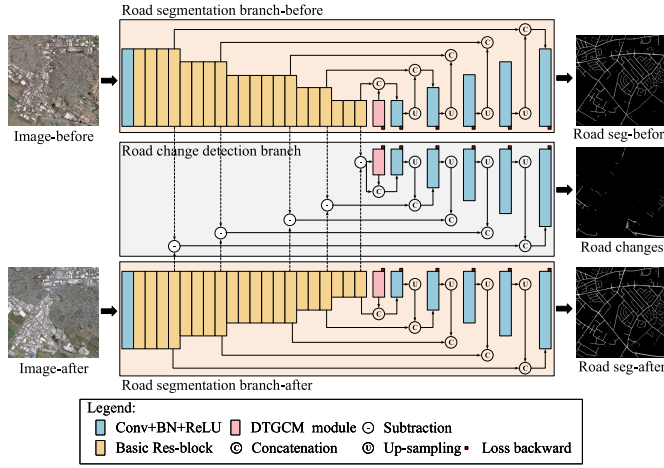 Road segmentation branch-before
C
C
C
C
U
U
U
U
Image-before
Road seg-before
Road change detection branch
-
U
U
U
U
C
-
C
-
C
-
C
-
C
Road changes
U
U
U
U
C
C
C
C
Image-after
Road seg-after
Road segmentation branch-after
Legend:
Conv+BN+ReLU
DTGCM module
- Subtraction
Basic Res-block
C Concatenation
U Up-sampling
Loss backward